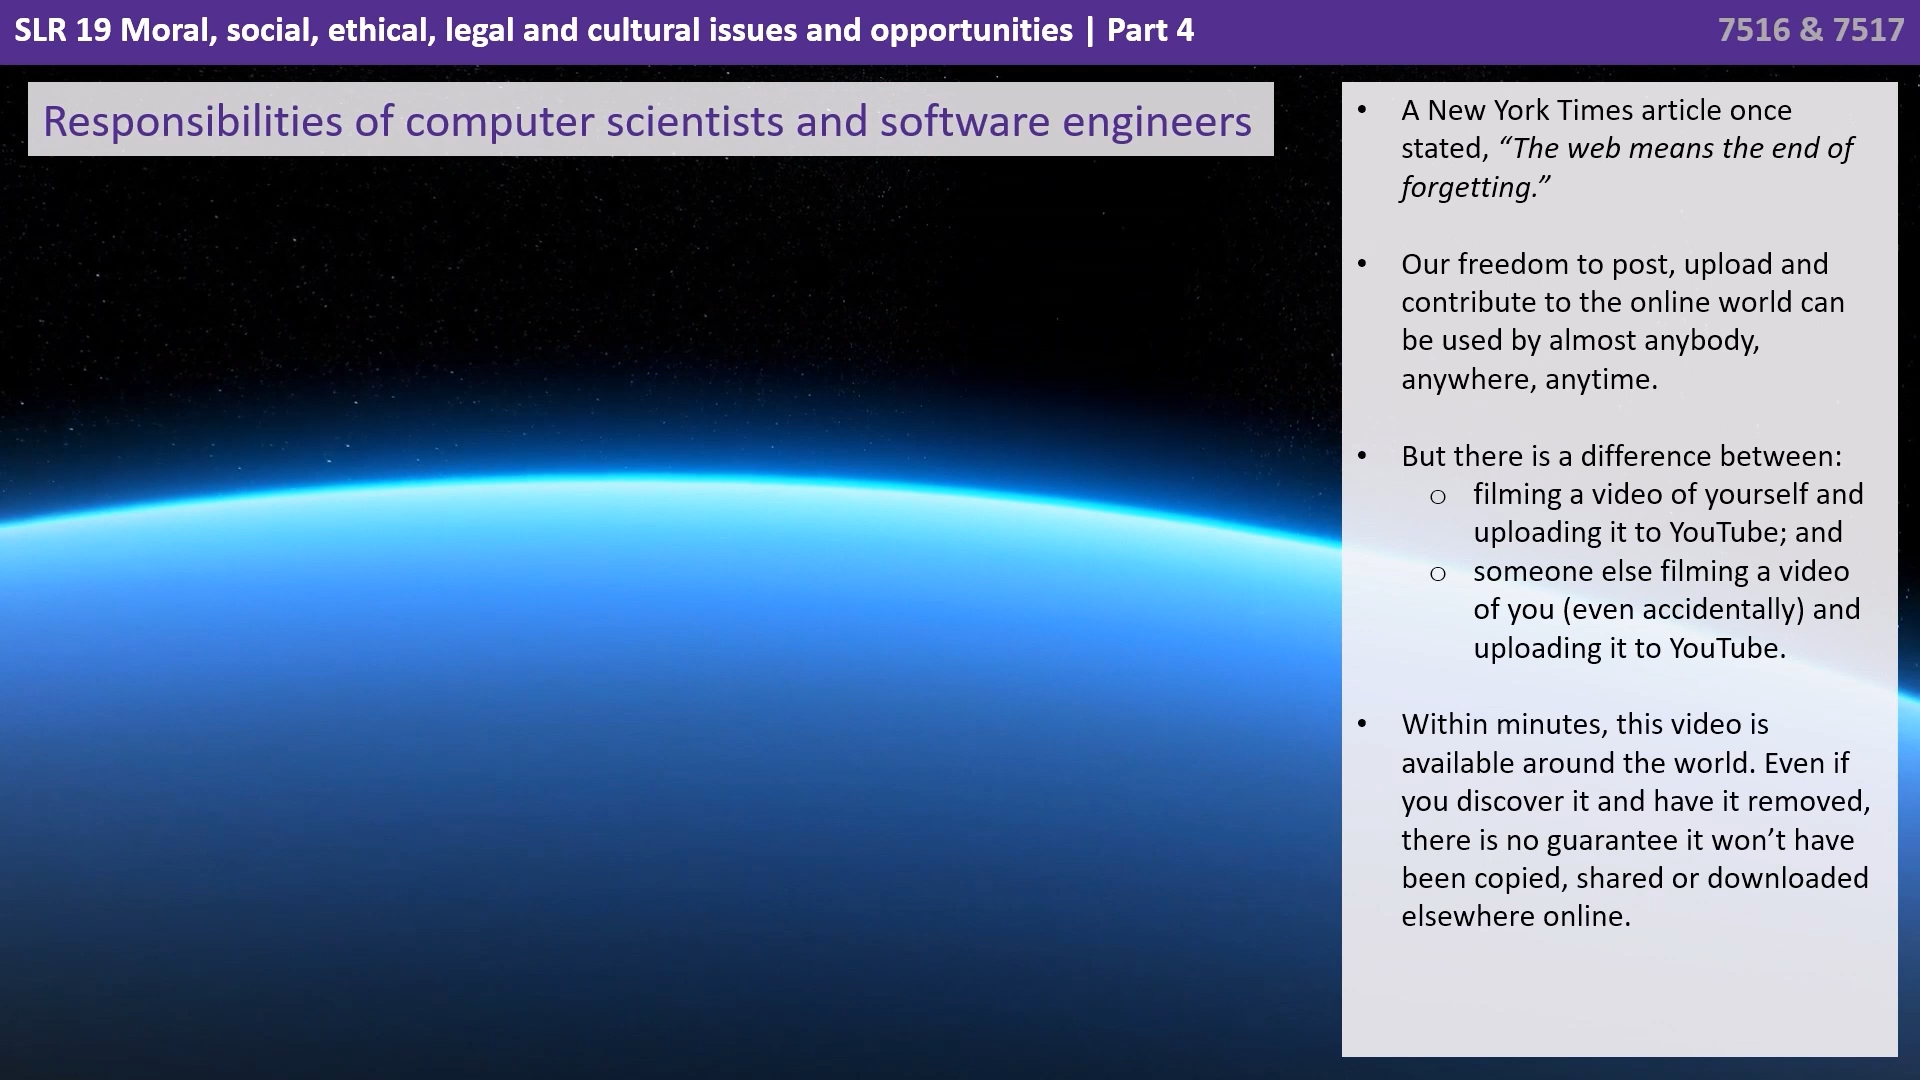 SLR 19 Moral, social, ethical, legal and cultural issues and opportunities | Part 4
7516 & 7517
Responsibilities of computer scientists and software engineers
• A New York Times article once
stated, “The web means the end of
forgetting.”
• Our freedom to post, upload and
contribute to the online world can
be used by almost anybody,
anywhere, anytime.
• But there is a difference between:
o filming a video of yourself and
uploading it to YouTube; and
o someone else filming a video
of you (even accidentally) and
uploading it to YouTube.
• Within minutes, this video is
available around the world. Even if
you discover it and have it removed,
there is no guarantee it won’t have
been copied, shared or downloaded
elsewhere online.